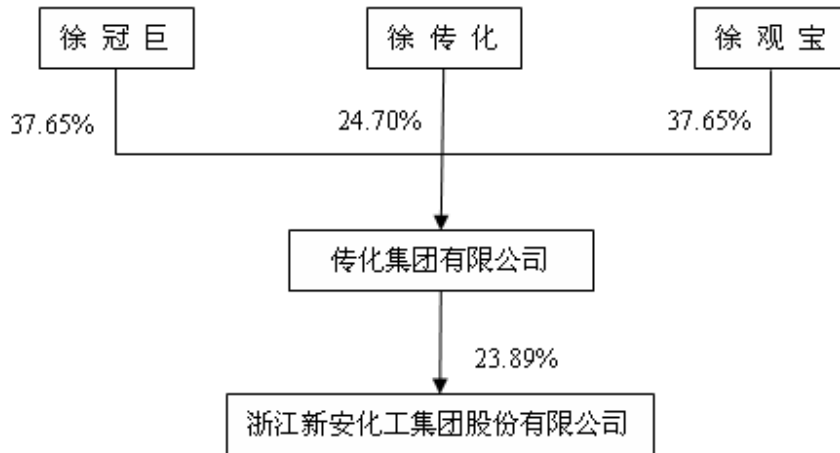 徐 冠 巨
徐 传 化
徐 观 宝
37.65%
24.70%
37.65%
传化集团有限公司
23.89%
浙江新安化工集团股份有限公司